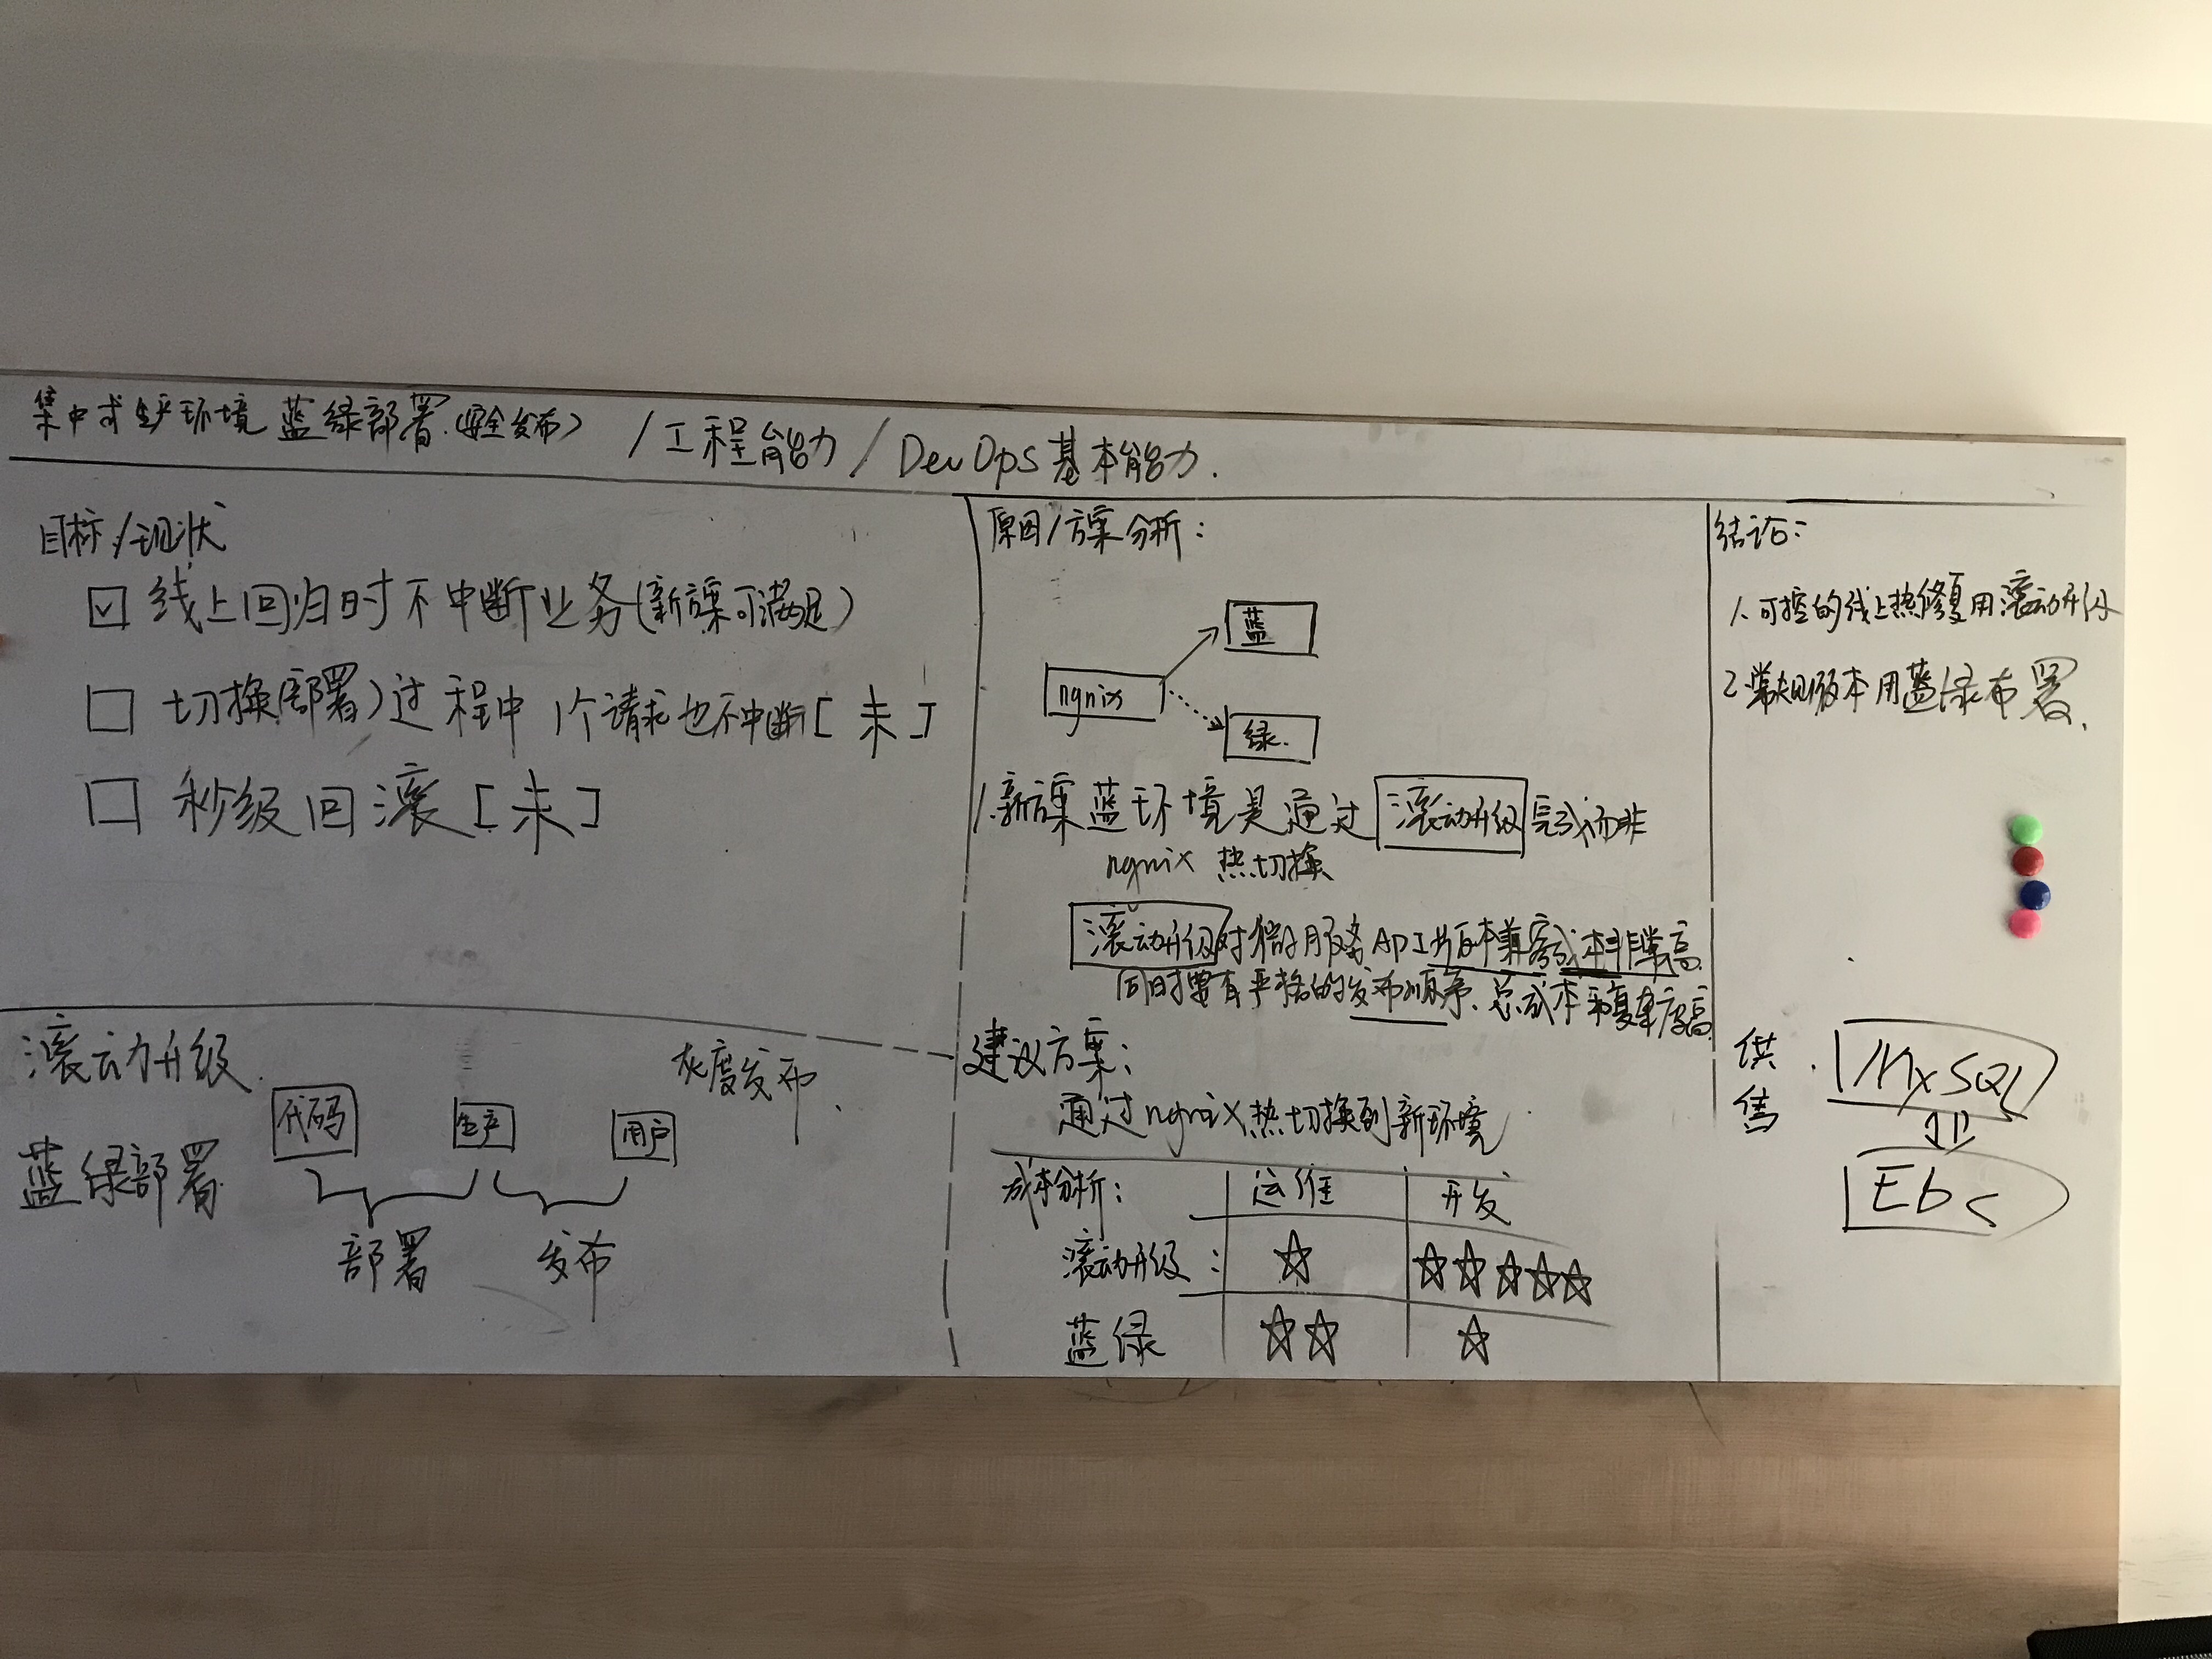 集中式生产环境 蓝绿部署(安全发布) /工程能力/DevOps基本能力.
目标/现状
线上回归时不中断业务(新方案可满足)
切换(部署)过程中 1个请求也不中断[未]
秒级回滚[未]
滚动升级
蓝绿部署
代码
生产
用户
灰度发布
部署
发布
原因/方案分析:
ngnix
蓝
绿.
1.新方案蓝环境是通过 滚动升级 完成而非
ngnix 热切换
滚动升级对微服务API 版本兼容成本非常高
同时要有严格的发布顺序、总成本和复杂度高
建议方案:
通过ngnix热切换到新环境
成本分析: 运维 开发
滚动升级: ☆ ☆☆☆☆☆
蓝绿 ☆☆ ☆
结论:
1.可控的线上热修复用滚动升级
2.常规版本用蓝绿布署.
MySQL